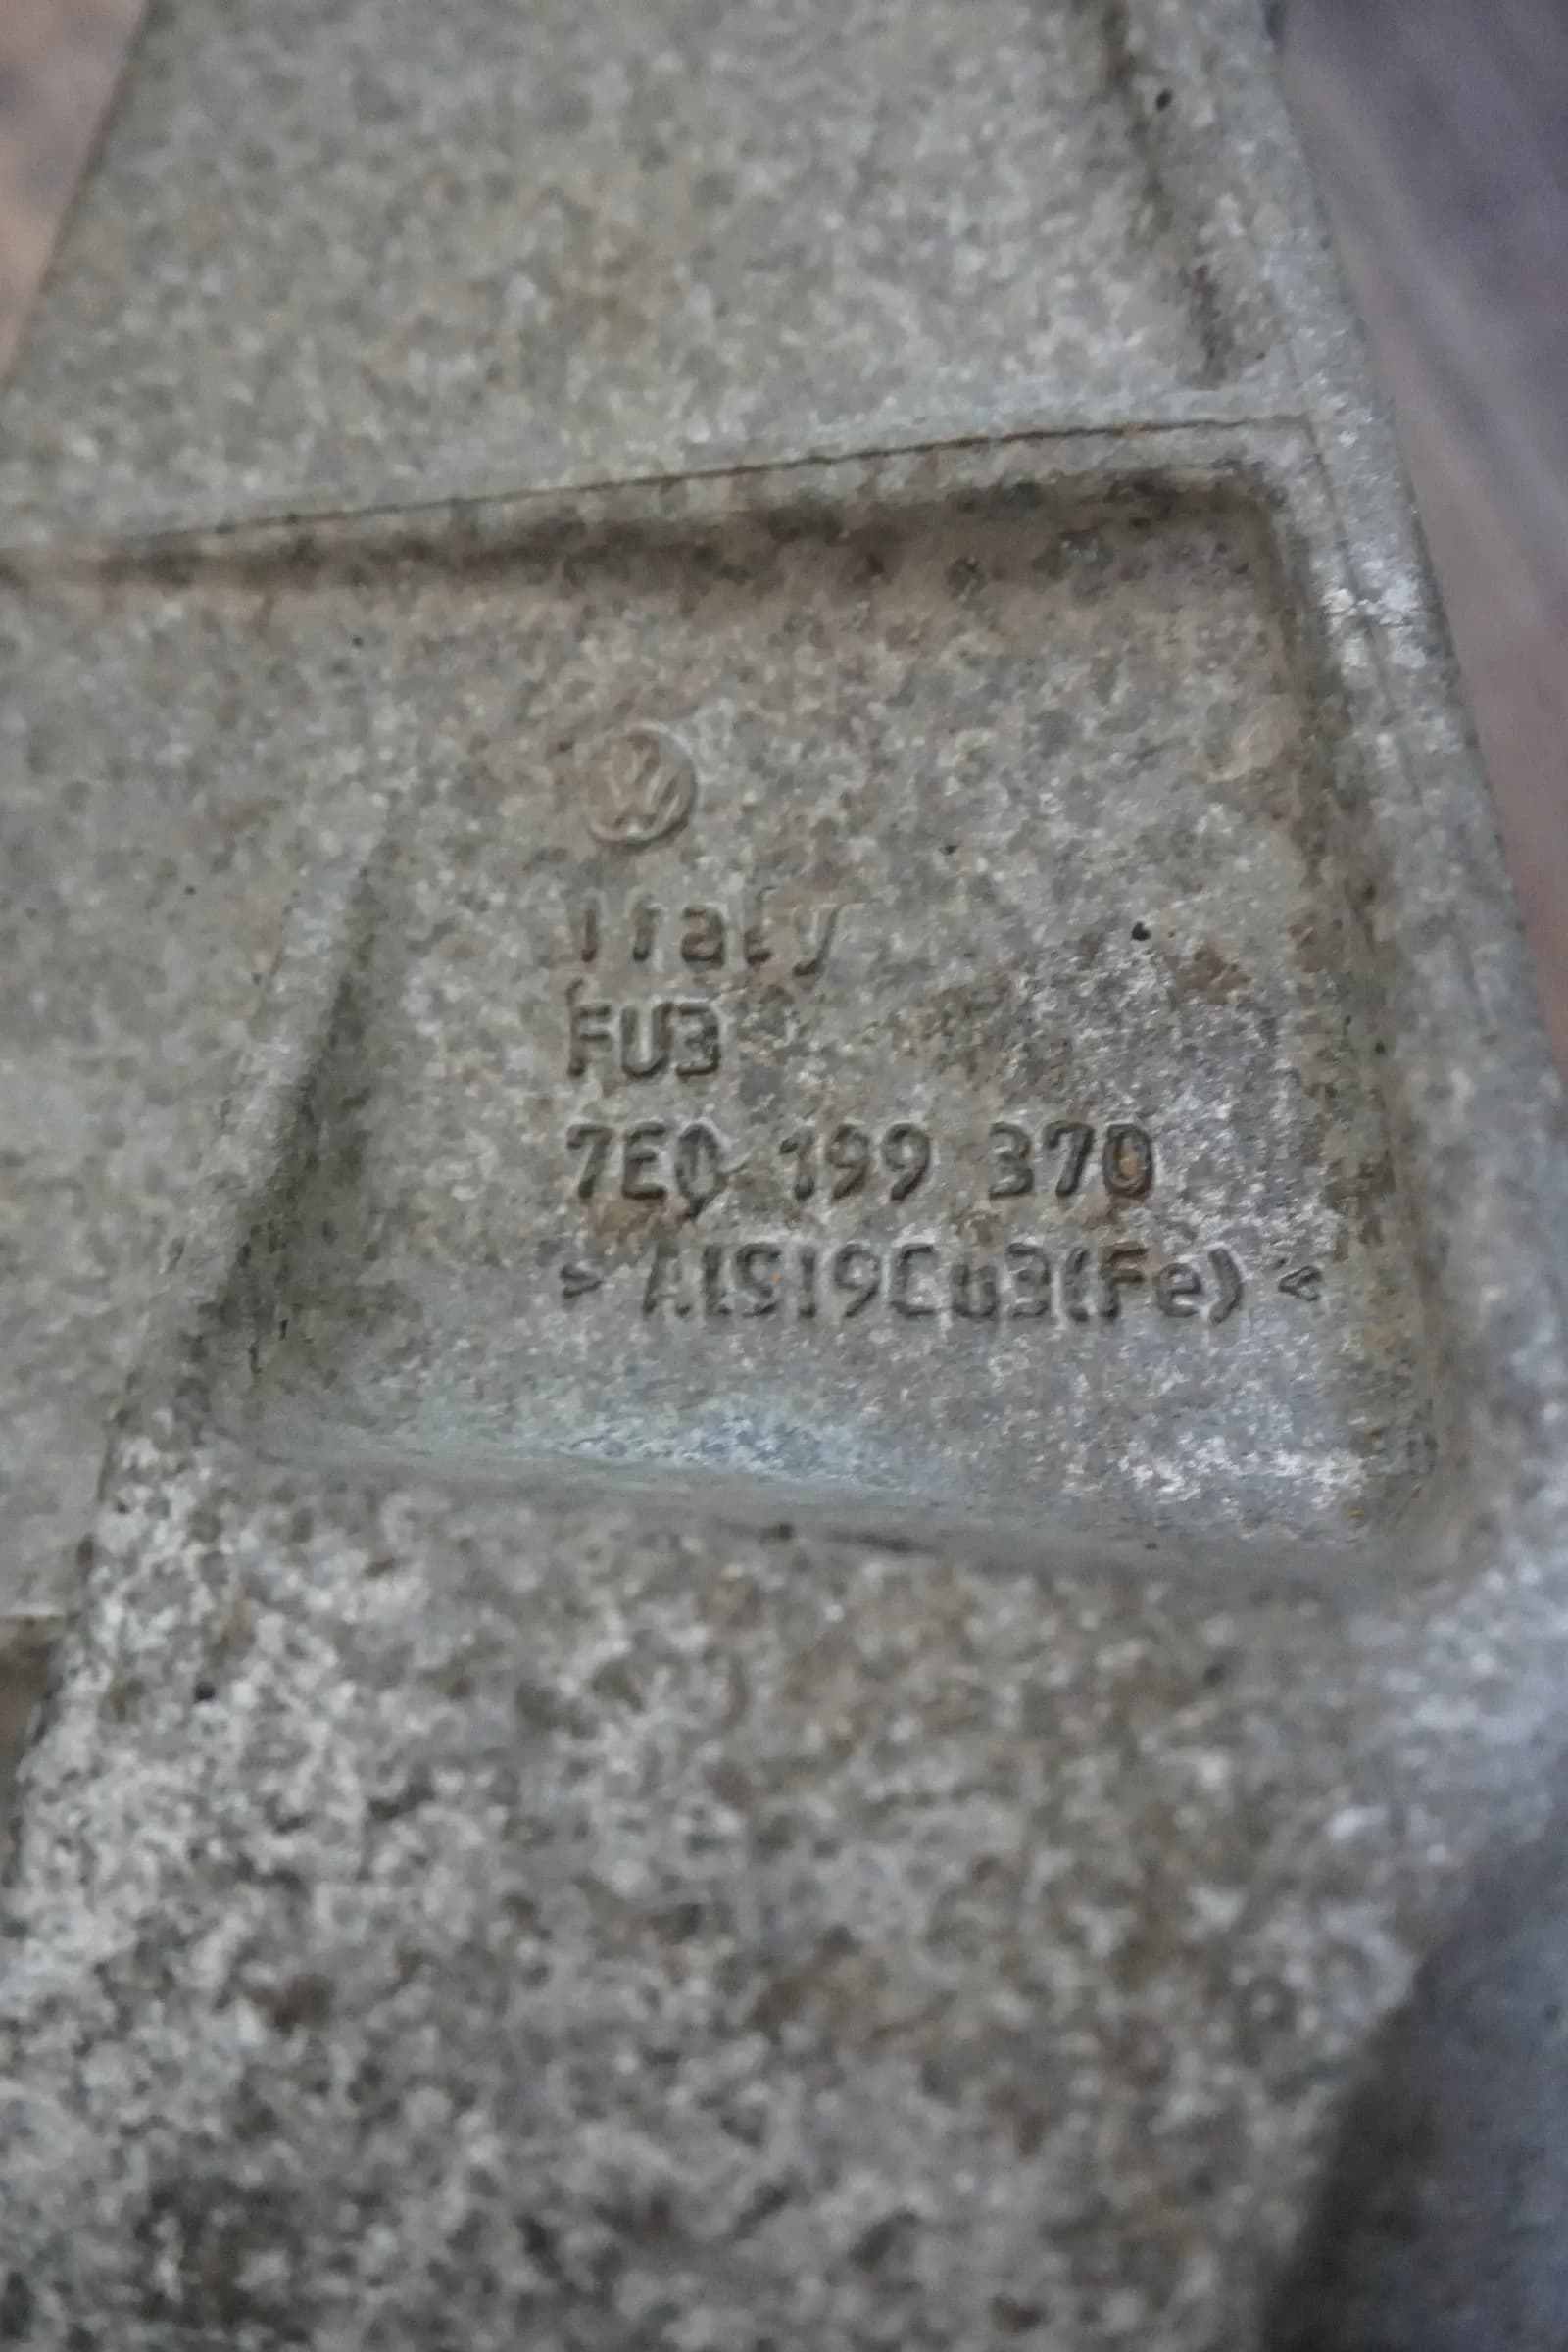 Italy
FU3
7E0 199 370
>AlSi9Cu3(Fe)<